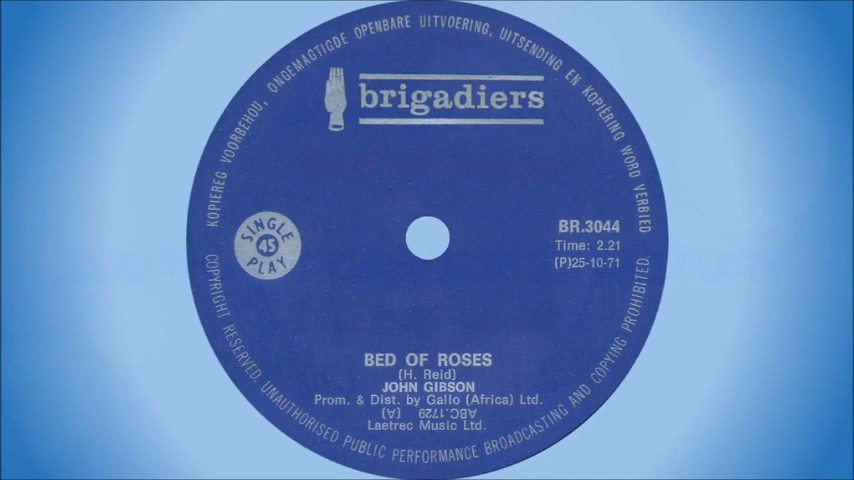 KOPIEREG VOORBEHOU, ONGEMAGTIGDE OPENBARE UITVOERING, UITSENDING EN KOPIËRING WORD VERBIED
brigadiers
SINGLE
45
PLAY
BR.3044
Time: 2.21
(P)25-10-71
BED OF ROSES
(H. Reid)
JOHN GIBSON
Prom. & Dist. by Gallo (Africa) Ltd.
ABC.1729 (A)
Laetrec Music Ltd.
COPYRIGHT RESERVED. UNAUTHORISED PUBLIC PERFORMANCE BROADCASTING AND COPYING PROHIBITED.